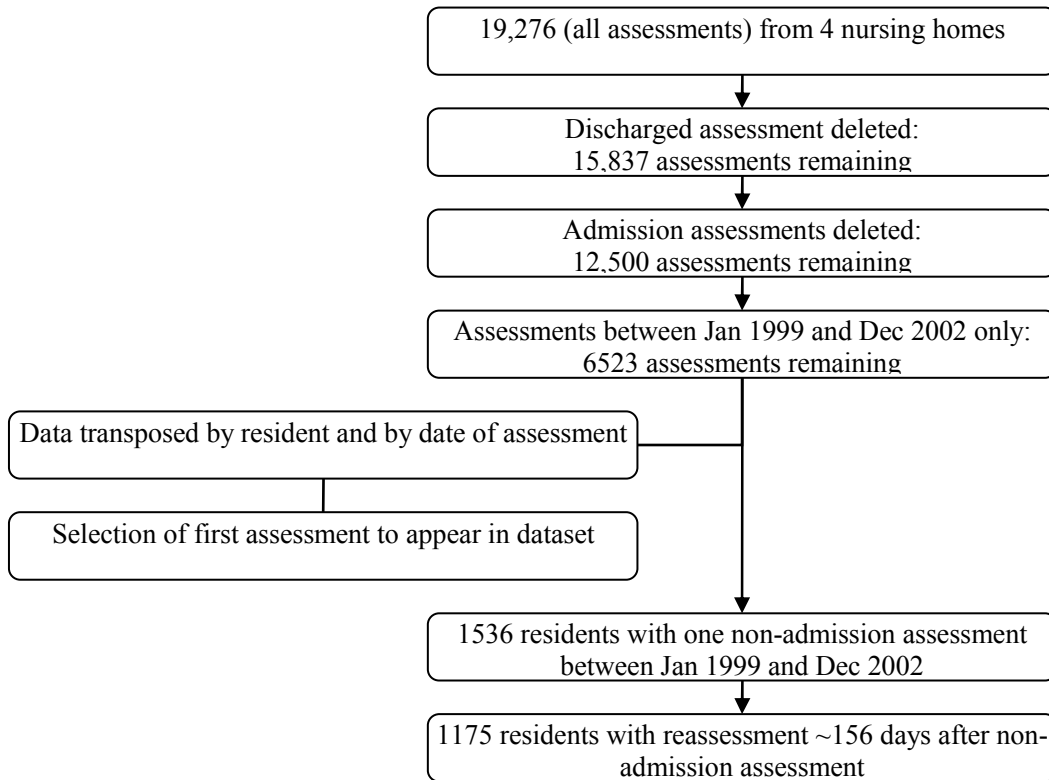 19,276 (all assessments) from 4 nursing homes
Discharged assessment deleted:
15,837 assessments remaining
Admission assessments deleted:
12,500 assessments remaining
Assessments between Jan 1999 and Dec 2002 only:
6523 assessments remaining
Data transposed by resident and by date of assessment
Selection of first assessment to appear in dataset
1536 residents with one non-admission assessment
between Jan 1999 and Dec 2002
1175 residents with reassessment ~156 days after non-
admission assessment